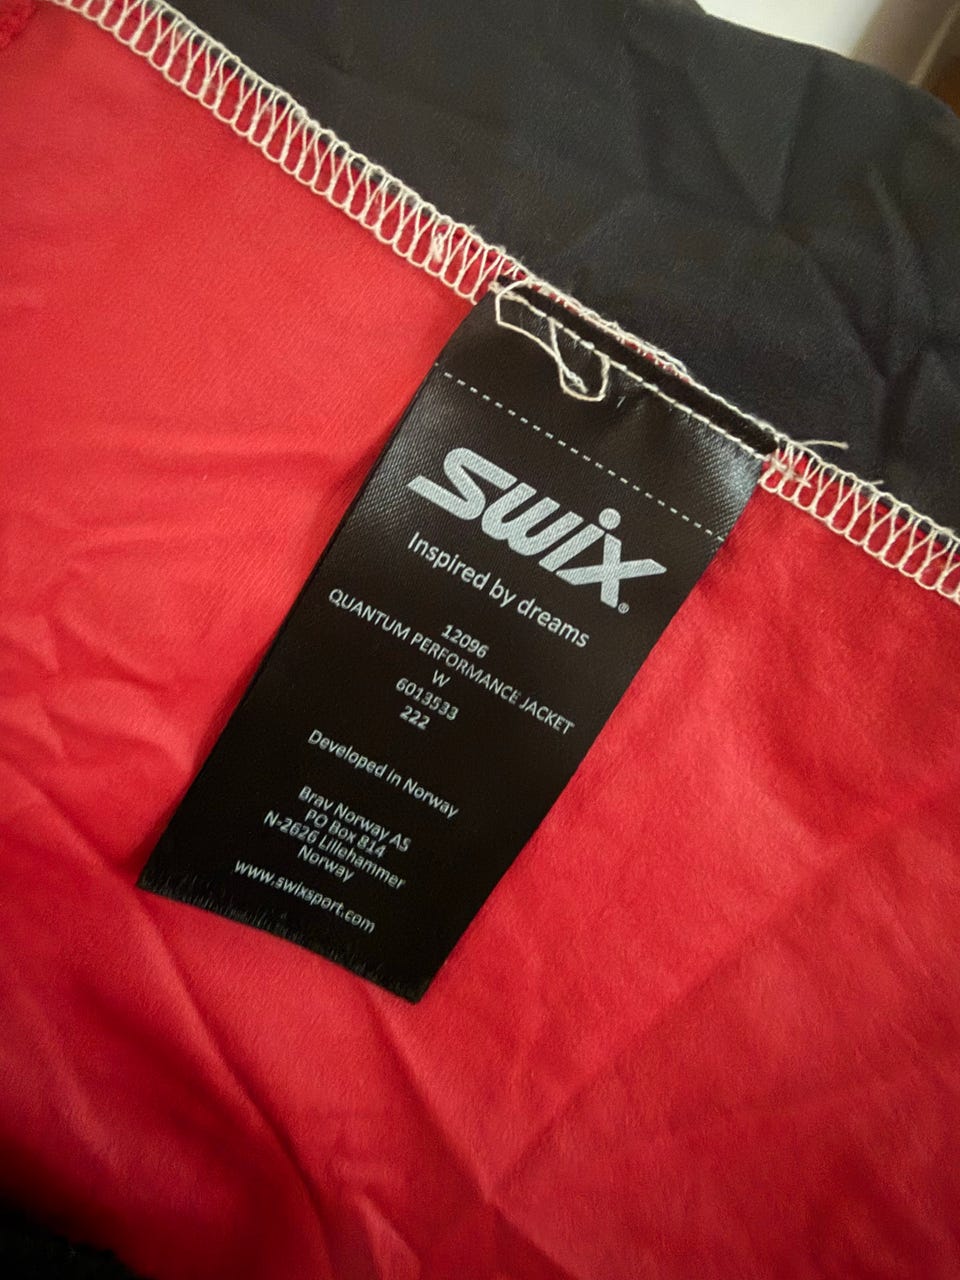 swix®
Inspired by dreams
12096
QUANTUM PERFORMANCE JACKET
W
6013533
222
Developed in Norway
Brav Norway AS
PO Box 814
N-2626 Lillehammer
Norway
www.swixsport.com